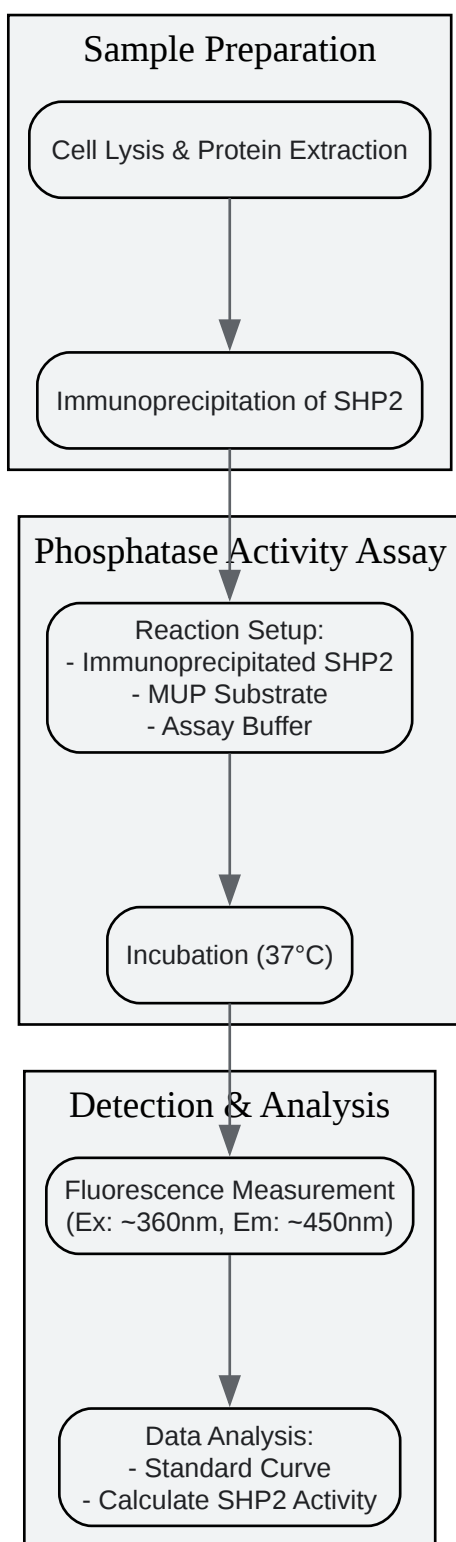 Sample Preparation
Cell Lysis & Protein Extraction
Immunoprecipitation of SHP2
Phosphatase Activity Assay
Reaction Setup:
- Immunoprecipitated SHP2
- MUP Substrate
- Assay Buffer
Incubation (37°C)
Detection & Analysis
Fluorescence Measurement
(Ex: ~360nm, Em: ~450nm)
Data Analysis:
- Standard Curve
- Calculate SHP2 Activity